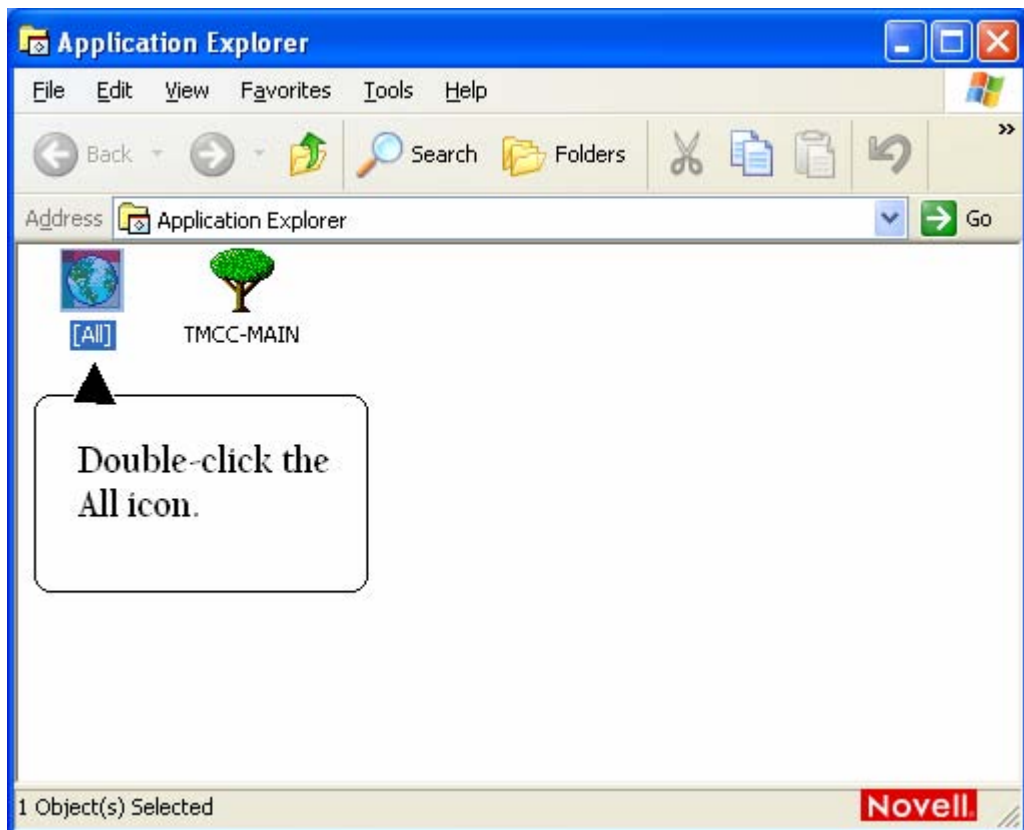 Application Explorer
File Edit View Favorites Tools Help
Back Search Folders »
Address Application Explorer Go
[All] TMCC-MAIN
Double-click the
All icon.
1 Object(s) Selected Novell.